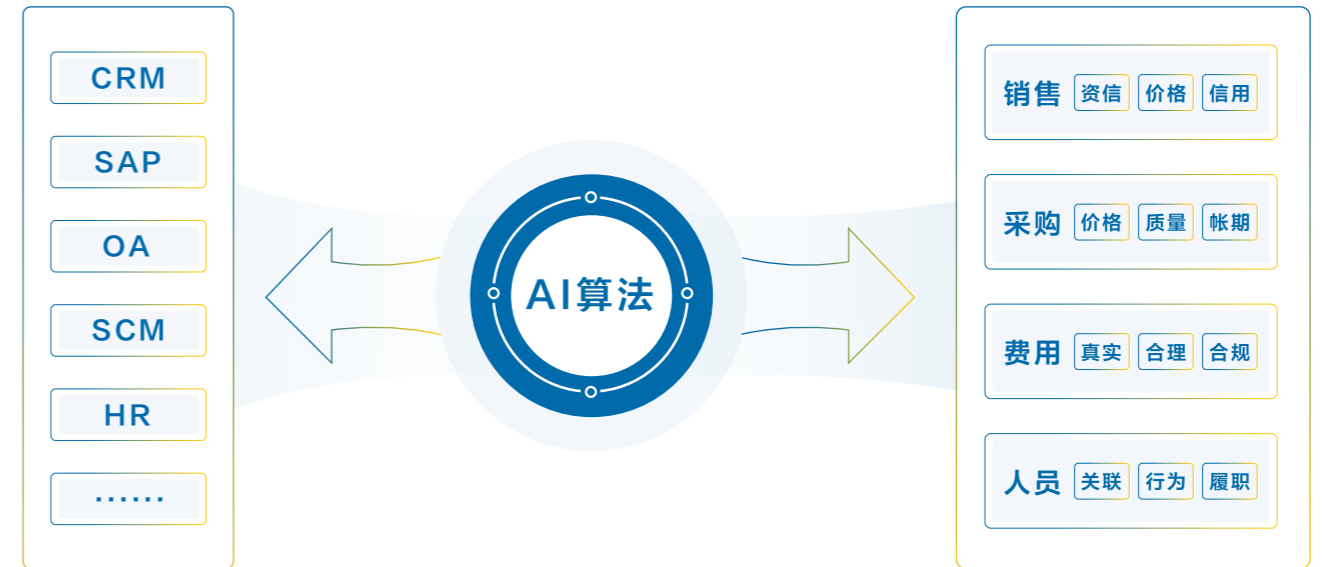 CRM
SAP
OA
SCM
HR
······
AI算法
销售 资信 价格 信用
采购 价格 质量 帐期
费用 真实 合理 合规
人员 关联 行为 履职